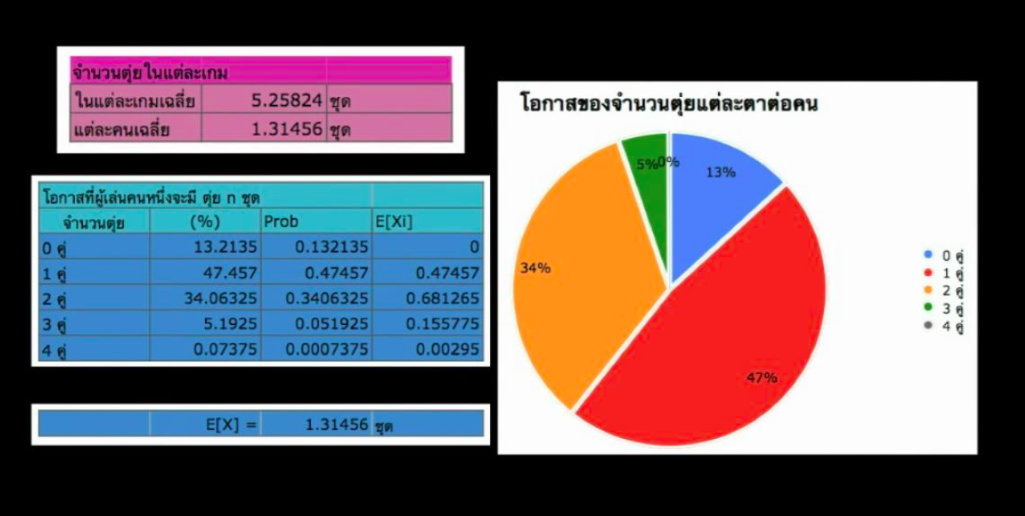 จำนวนตุ่ยในแต่ละเกม
ในแต่ละเกมเฉลี่ย 5.25824 ชุด
แต่ละคนเฉลี่ย 1.31456 ชุด
โอกาสที่ผู้เล่นคนหนึ่งจะมี ตุ่ย n ชุด
จำนวนตุ่ย (%) Prob E[Xi]
0 คู่ 13.2135 0.132135 0
1 คู่ 47.457 0.47457 0.47457
2 คู่ 34.06325 0.3406325 0.681265
3 คู่ 5.1925 0.051925 0.155775
4 คู่ 0.07375 0.0007375 0.00295
E[X] = 1.31456 ชุด
โอกาสของจำนวนตุ่ยแต่ละตาต่อคน
5% 0% 13%
34%
47%
0 คู่
1 คู่
2 คู่
3 คู่
4 คู่